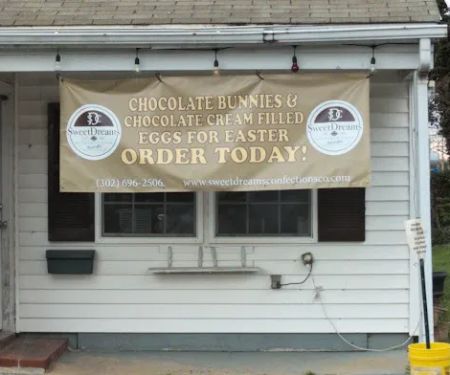 CHOCOLATE BUNNIES &
CHOCOLATE CREAM FILLED
EGGS FOR EASTER
ORDER TODAY!
SweetDreams
SweetDreams
(302) 696-2506 www.sweetdreamsconfectionsco.com